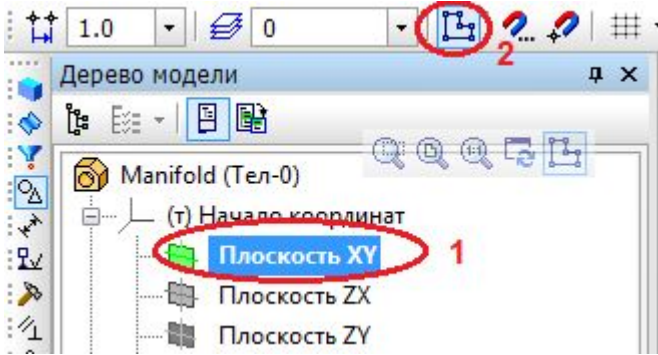 1.0 0
2
Дерево модели
Manifold (Тел-0)
(т) Начало координат
Плоскость XY 1
Плоскость ZX
Плоскость ZY